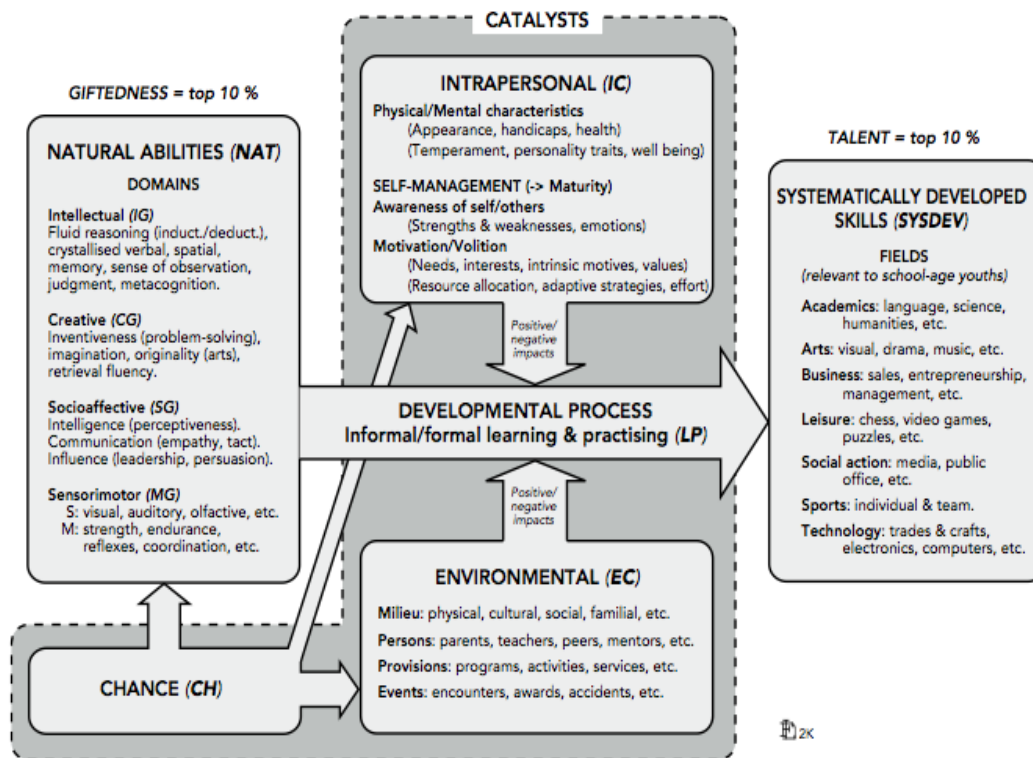 CATALYSTS
GIFTEDNESS = top 10 %
NATURAL ABILITIES (NAT)
DOMAINS
Intellectual (IG)
Fluid reasoning (induct./deduct.),
crystallised verbal, spatial,
memory, sense of observation,
judgment, metacognition.
Creative (CG)
Inventiveness (problem-solving),
imagination, originality (arts),
retrieval fluency.
Socioaffective (SG)
Intelligence (perceptiveness).
Communication (empathy, tact).
Influence (leadership, persuasion).
Sensorimotor (MG)
S: visual, auditory, olfactive, etc.
M: strength, endurance,
reflexes, coordination, etc.
INTRAPERSONAL (IC)
Physical/Mental characteristics
(Appearance, handicaps, health)
(Temperament, personality traits, well being)
SELF-MANAGEMENT (-> Maturity)
Awareness of self/others
(Strengths & weaknesses, emotions)
Motivation/Volition
(Needs, interests, intrinsic motives, values)
(Resource allocation, adaptive strategies, effort)
Positive/
negative
impacts
DEVELOPMENTAL PROCESS
Informal/formal learning & practising (LP)
Positive/
negative
impacts
ENVIRONMENTAL (EC)
Milieu: physical, cultural, social, familial, etc.
Persons: parents, teachers, peers, mentors, etc.
Provisions: programs, activities, services, etc.
Events: encounters, awards, accidents, etc.
CHANCE (CH)
TALENT = top 10 %
SYSTEMATICALLY DEVELOPED
SKILLS (SYSDEV)
FIELDS
(relevant to school-age youths)
Academics: language, science,
humanities, etc.
Arts: visual, drama, music, etc.
Business: sales, entrepreneurship,
management, etc.
Leisure: chess, video games,
puzzles, etc.
Social action: media, public
office, etc.
Sports: individual & team.
Technology: trades & crafts,
electronics, computers, etc.
2K